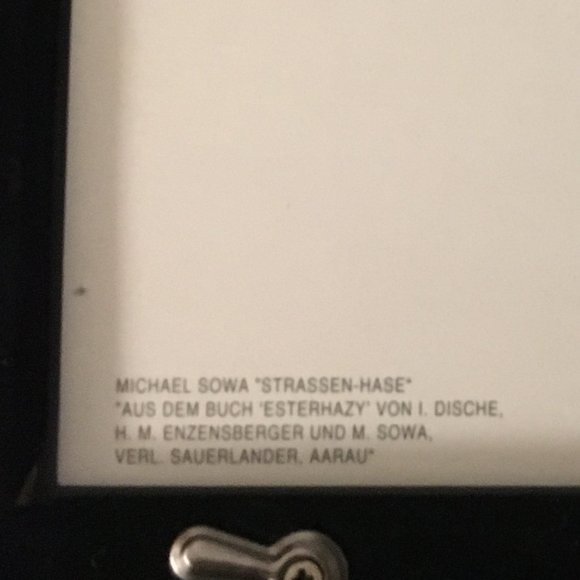 MICHAEL SOWA "STRASSEN-HASE"
"AUS DEM BUCH 'ESTERHAZY' VON I. DISCHE,
H. M. ENZENSBERGER UND M. SOWA,
VERL. SAUERLANDER, AARAU"